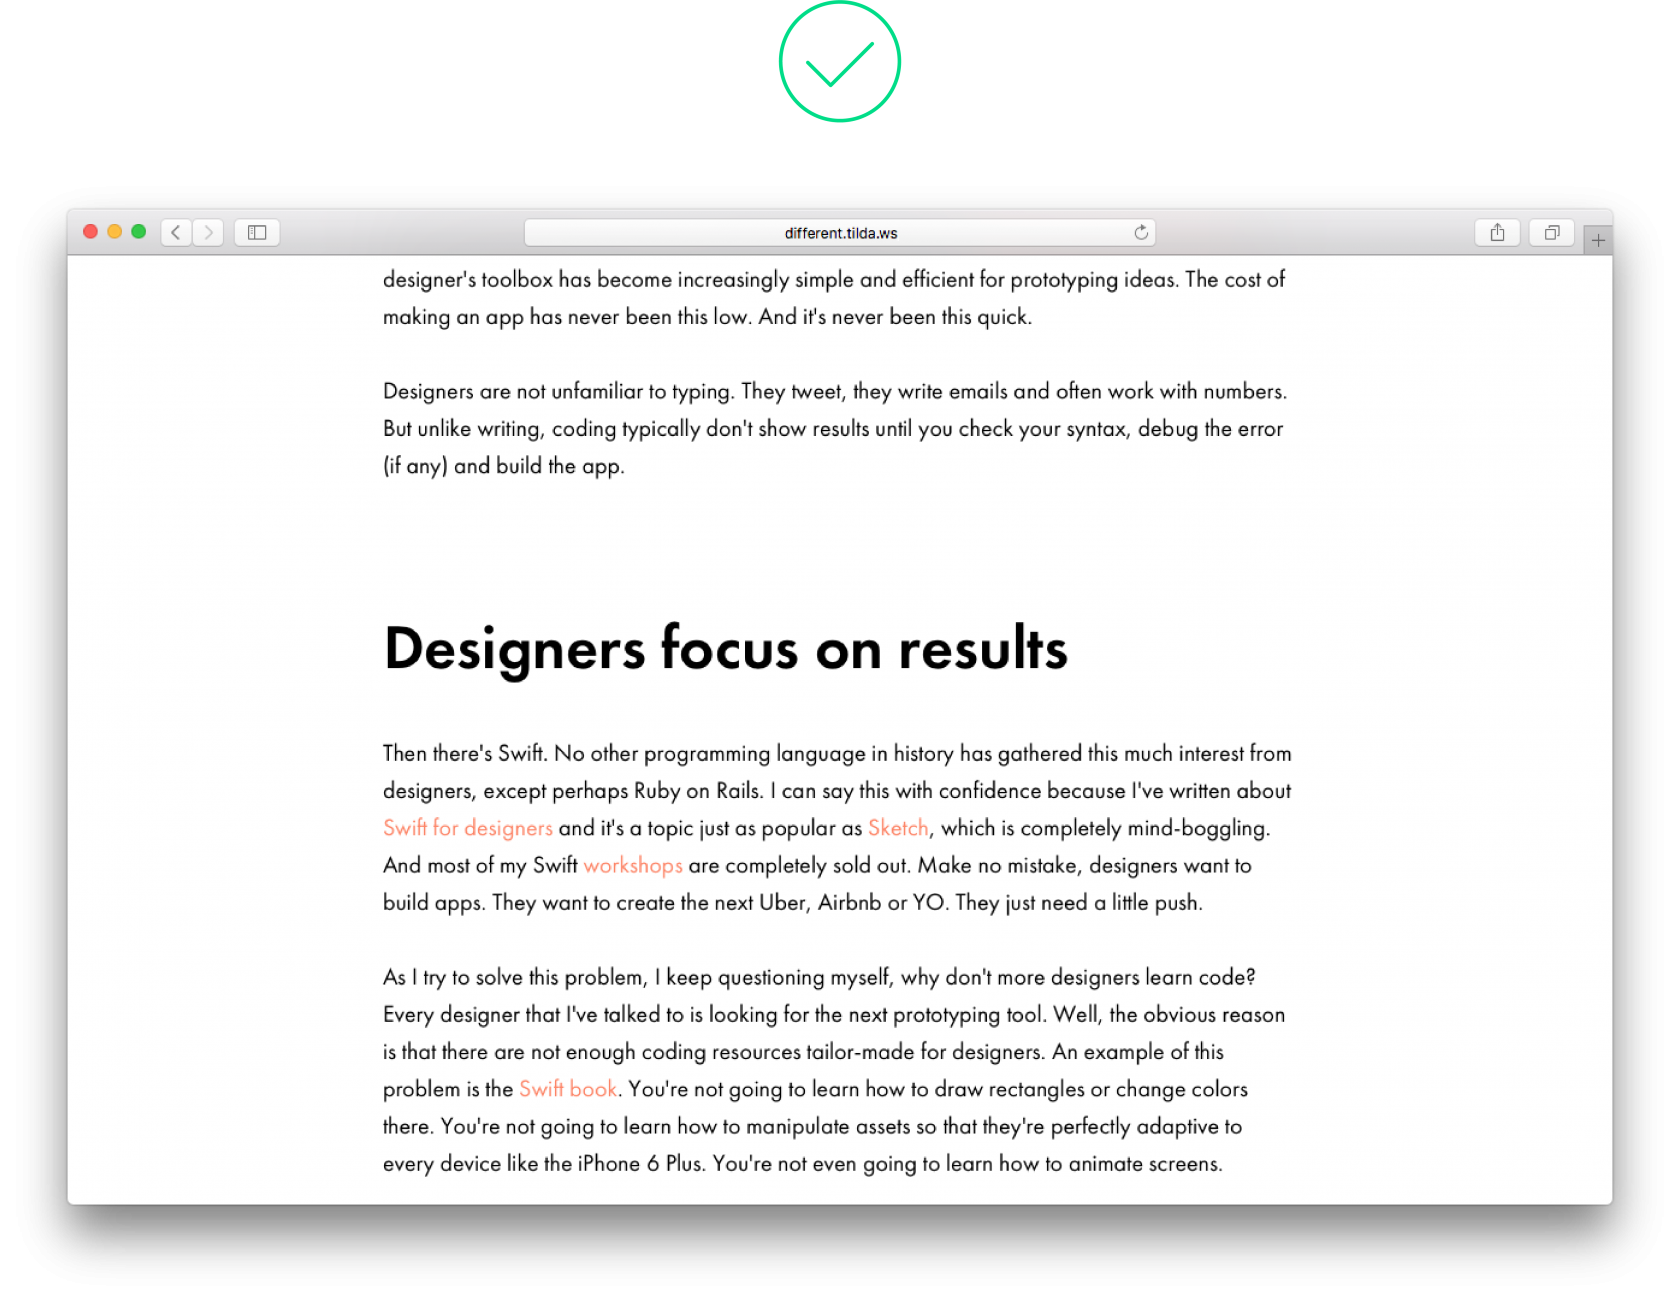 different.tilda.ws
designer's toolbox has become increasingly simple and efficient for prototyping ideas. The cost of
making an app has never been this low. And it's never been this quick.
Designers are not unfamiliar to typing. They tweet, they write emails and often work with numbers.
But unlike writing, coding typically don't show results until you check your syntax, debug the error
(if any) and build the app.
Designers focus on results
Then there's Swift. No other programming language in history has gathered this much interest from
designers, except perhaps Ruby on Rails. I can say this with confidence because I've written about
Swift for designers and it's a topic just as popular as Sketch, which is completely mind-boggling.
And most of my Swift workshops are completely sold out. Make no mistake, designers want to
build apps. They want to create the next Uber, Airbnb or YO. They just need a little push.
As I try to solve this problem, I keep questioning myself, why don't more designers learn code?
Every designer that I've talked to is looking for the next prototyping tool. Well, the obvious reason
is that there are not enough coding resources tailor-made for designers. An example of this
problem is the Swift book. You're not going to learn how to draw rectangles or change colors
there. You're not going to learn how to manipulate assets so that they're perfectly adaptive to
every device like the iPhone 6 Plus. You're not even going to learn how to animate screens.